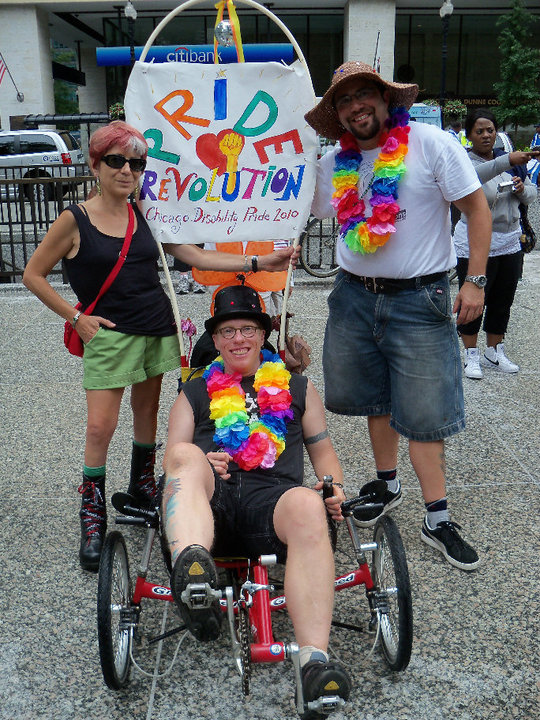 citibank
PRIDE
REVOLUTION
Chicago Disability Pride 2010